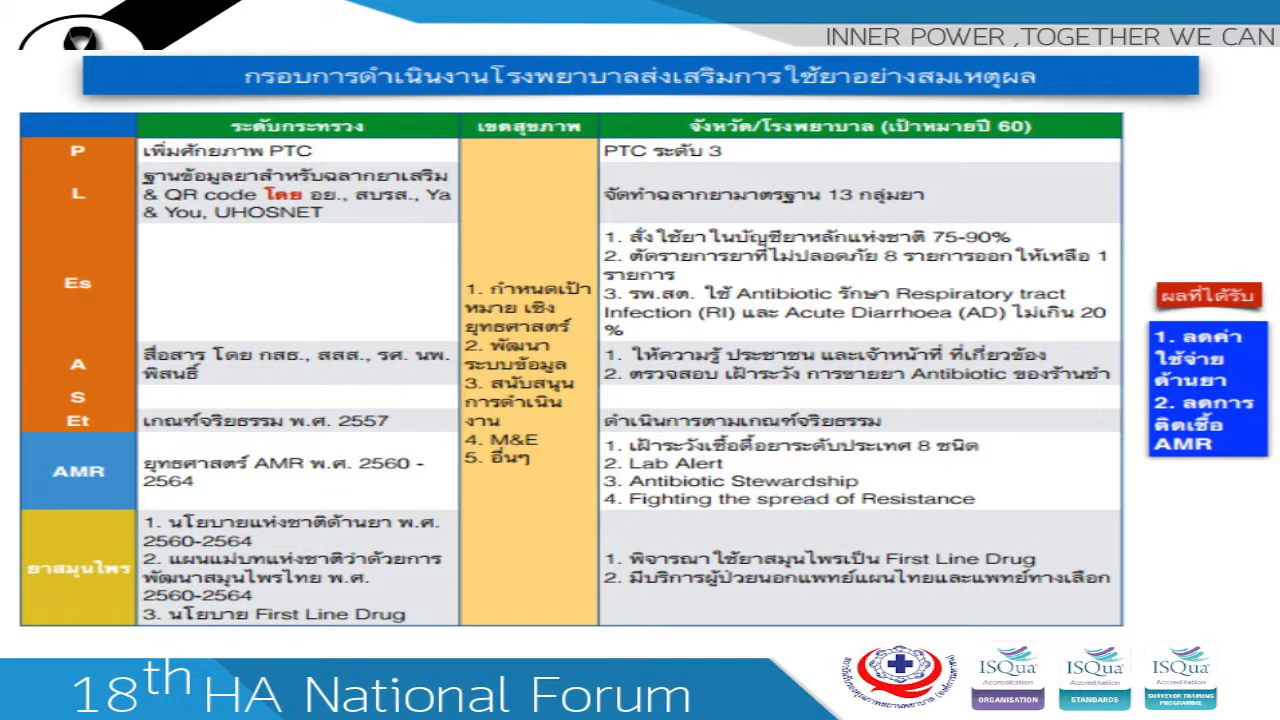 INNER POWER ,TOGETHER WE CAN
กรอบการดำเนินงานโรงพยาบาลส่งเสริมการใช้ยาอย่างสมเหตุผล
ระดับกระทรวง
เขตสุขภาพ
จังหวัด/โรงพยาบาล (เป้าหมายปี 60)
P
เพิ่มศักยภาพ PTC
PTC ระดับ 3
L
ฐานข้อมูลยาสำหรับฉลากยาเสริม
& QR code โดย อย., สบรส., Ya
& You, UHOSNET
จัดทำฉลากยามาตรฐาน 13 กลุ่มยา
Es
1. สั่งใช้ยาในบัญชียาหลักแห่งชาติ 75-90%
2. ตัดรายการยาที่ไม่ปลอดภัย 8 รายการออกให้เหลือ 1
รายการ
3. รพ.สต. ใช้ Antibiotic รักษา Respiratory tract
Infection (RI) และ Acute Diarrhoea (AD) ไม่เกิน 20
%
1. กำหนดเป้า
หมาย เชิง
ยุทธศาสตร์
2. พัฒนา
ระบบข้อมูล
3. สนับสนุน
การดำเนิน
งาน
4. M&E
5. อื่นๆ
A
สื่อสาร โดย กสธ., สสส., รศ. นพ.
พิสนธิ์
1. ให้ความรู้ ประชาชน และเจ้าหน้าที่ ที่เกี่ยวข้อง
2. ตรวจสอบ เฝ้าระวัง การขายยา Antibiotic ของร้านชำ
S
Et
เกณฑ์จริยธรรม พ.ศ. 2557
ดำเนินการตามเกณฑ์จริยธรรม
AMR
ยุทธศาสตร์ AMR พ.ศ. 2560 -
2564
1. เฝ้าระวังเชื้อดื้อยาระดับประเทศ 8 ชนิด
2. Lab Alert
3. Antibiotic Stewardship
4. Fighting the spread of Resistance
ยาสมุนไพร
1. นโยบายแห่งชาติด้านยา พ.ศ.
2560-2564
2. แผนแม่บทแห่งชาติว่าด้วยการ
พัฒนาสมุนไพรไทย พ.ศ.
2560-2564
3. นโยบาย First Line Drug
1. พิจารณาใช้ยาสมุนไพรเป็น First Line Drug
2. มีบริการผู้ป่วยนอกแพทย์แผนไทยและแพทย์ทางเลือก
ผลที่ได้รับ
1. ลดค่า
ใช้จ่าย
ด้านยา
2. ลดการ
ติดเชื้อ
AMR
18th HA National Forum
ISQua
Accreditation
ORGANISATION
ISQua
Accreditation
STANDARDS
ISQua
Accreditation
SURVEYOR TRAINING
PROGRAMME